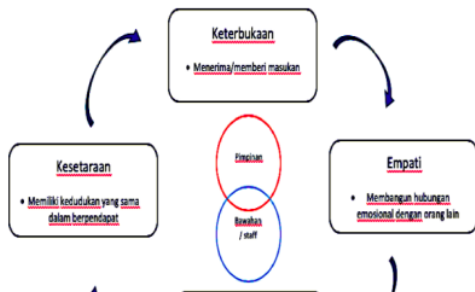 Keterbukaan
• Menerima/memberi masukan
Kesetaraan
• Memiliki kedudukan yang sama
dalam berpendapat
Pimpinan
Bawahan
/ staff
Empati
• Membangun hubungan
emosional dengan orang lain